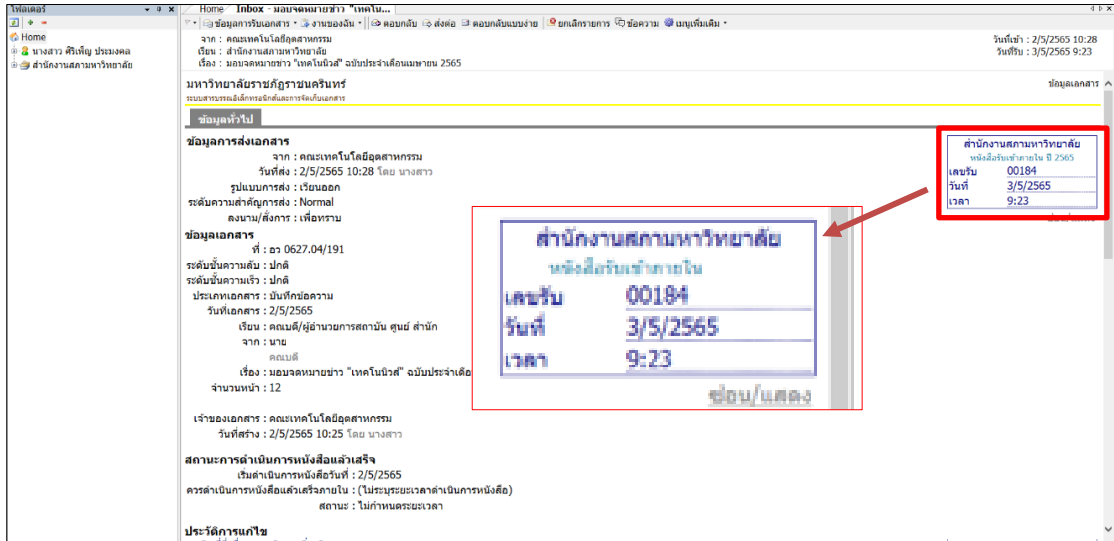 โฟลเดอร์
Home
นางสาว ศิริเพ็ญ ประมงคล
สำนักงานสภามหาวิทยาลัย
Home Inbox - มอบจดหมายข่าว "เทคโน...
ข้อมูลการรับเอกสาร งานของฉัน ตอบกลับ ส่งต่อ ตอบกลับแบบง่าย ยกเลิกรายการ ข้อความ เมนูเพิ่มเติม
จาก : คณะเทคโนโลยีอุตสาหกรรม
เรียน : สำนักงานสภามหาวิทยาลัย
เรื่อง : มอบจดหมายข่าว "เทคโนนิวส์" ฉบับประจำเดือนเมษายน 2565
วันที่เข้า : 2/5/2565 10:28
วันที่รับ : 3/5/2565 9:23
มหาวิทยาลัยราชภัฏราชนครินทร์
ระบบสารบรรณอิเล็กทรอนิกส์และการจัดเก็บเอกสาร
ข้อมูลเอกสาร
ข้อมูลทั่วไป
ข้อมูลการส่งเอกสาร
จาก : คณะเทคโนโลยีอุตสาหกรรม
วันที่ส่ง : 2/5/2565 10:28 โดย นางสาว
รูปแบบการส่ง : เวียนออก
ระดับความสำคัญการส่ง : Normal
ลงนาม/สั่งการ : เพื่อทราบ
สำนักงานสภามหาวิทยาลัย
หนังสือรับเข้าภายใน ปี 2565
เลขรับ 00184
วันที่ 3/5/2565
เวลา 9:23
ซ่อน/แสดง
ข้อมูลเอกสาร
ที่ : อว 0627.04/191
ระดับชั้นความลับ : ปกติ
ระดับชั้นความเร็ว : ปกติ
ประเภทเอกสาร : บันทึกข้อความ
วันที่เอกสาร : 2/5/2565
เรียน : คณบดี/ผู้อำนวยการสถาบัน ศูนย์ สำนัก
จาก : นาย
คณบดี
เรื่อง : มอบจดหมายข่าว "เทคโนนิวส์" ฉบับประจำเดือ
จำนวนหน้า : 12
สำนักงานสภามหาวิทยาลัย
หนังสือรับเข้าภายใน
เลขรับ 00184
วันที่ 3/5/2565
เวลา 9:23
ซ่อน/แสดง
เจ้าของเอกสาร : คณะเทคโนโลยีอุตสาหกรรม
วันที่สร้าง : 2/5/2565 10:25 โดย นางสาว
สถานะการดำเนินการหนังสือแล้วเสร็จ
เริ่มดำเนินการหนังสือวันที่ : 2/5/2565
ควรดำเนินการหนังสือแล้วเสร็จภายใน : (ไม่ระบุระยะเวลาดำเนินการหนังสือ)
สถานะ : ไม่กำหนดระยะเวลา
ประวัติการแก้ไข